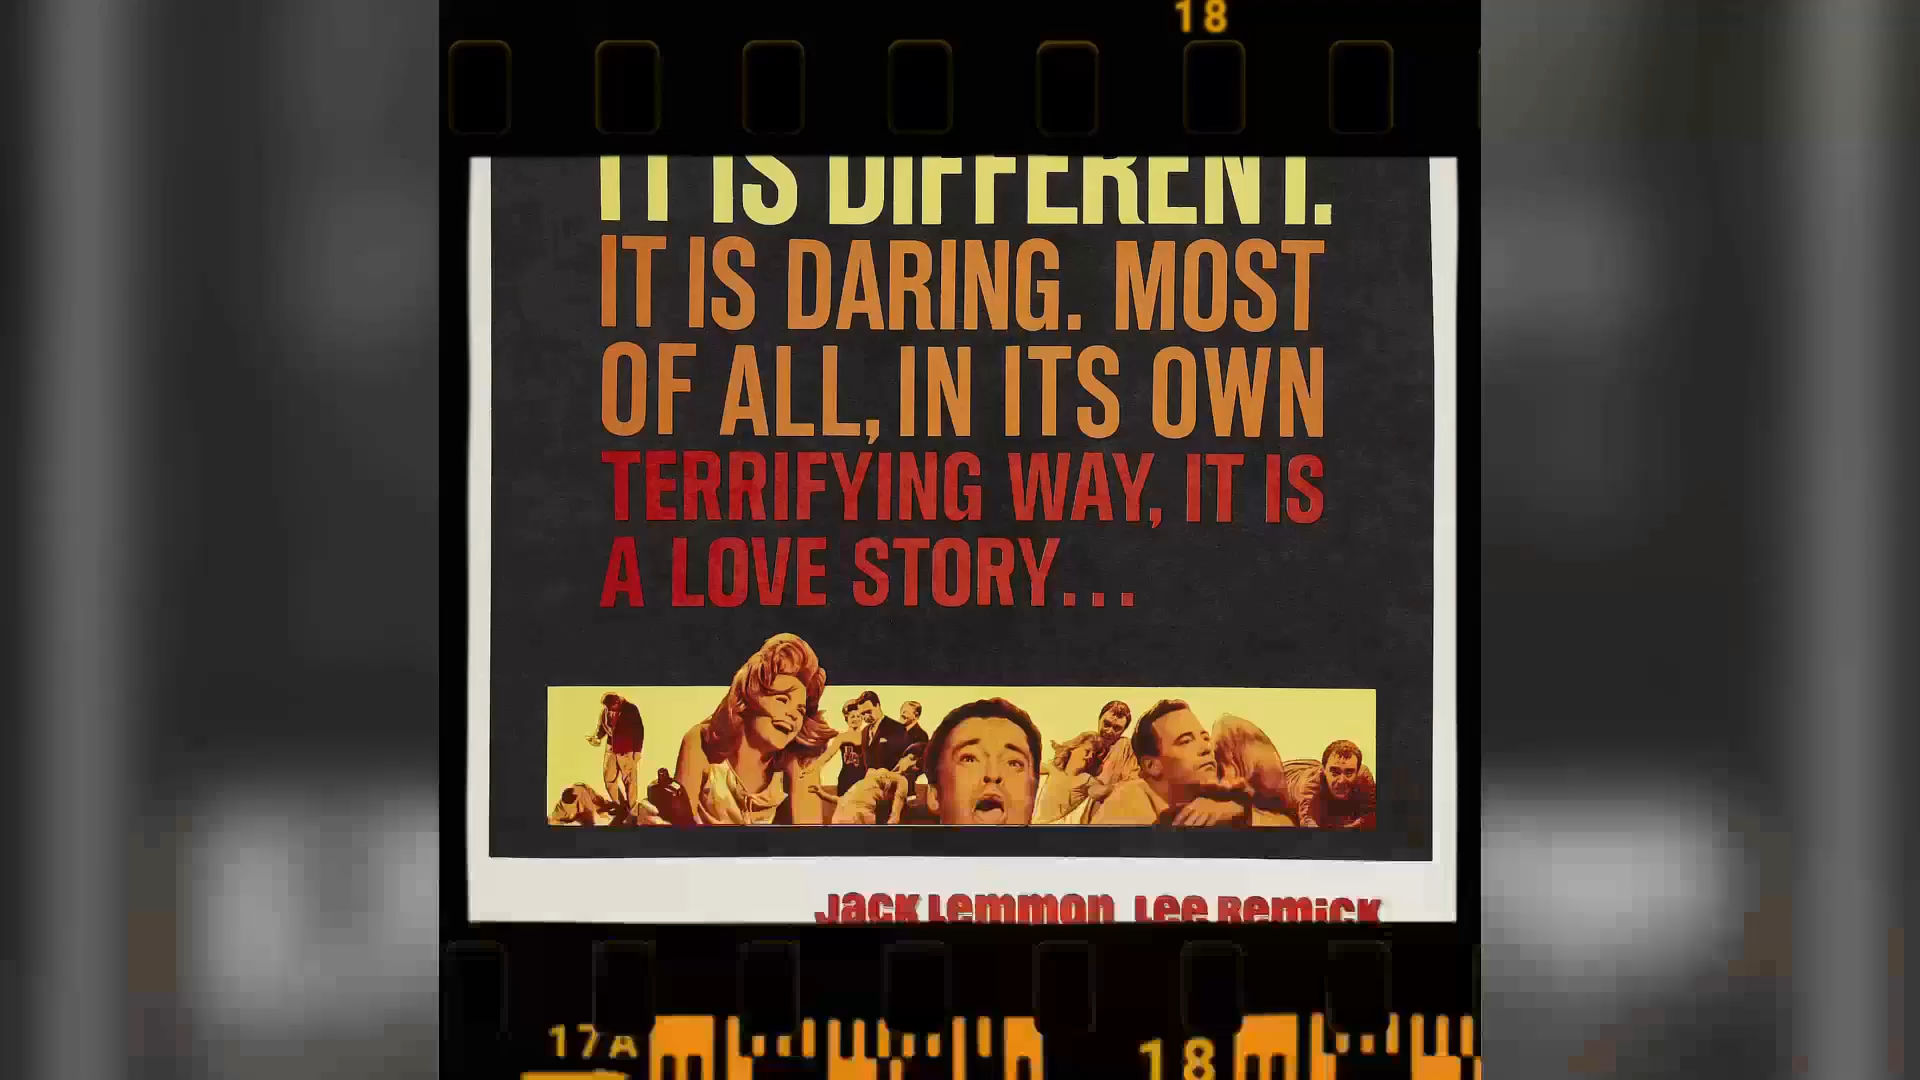 18
IT IS DIFFERENT.
IT IS DARING. MOST
OF ALL, IN ITS OWN
TERRIFYING WAY, IT IS
A LOVE STORY...
Jack Lemmon Lee Remick
17A
18